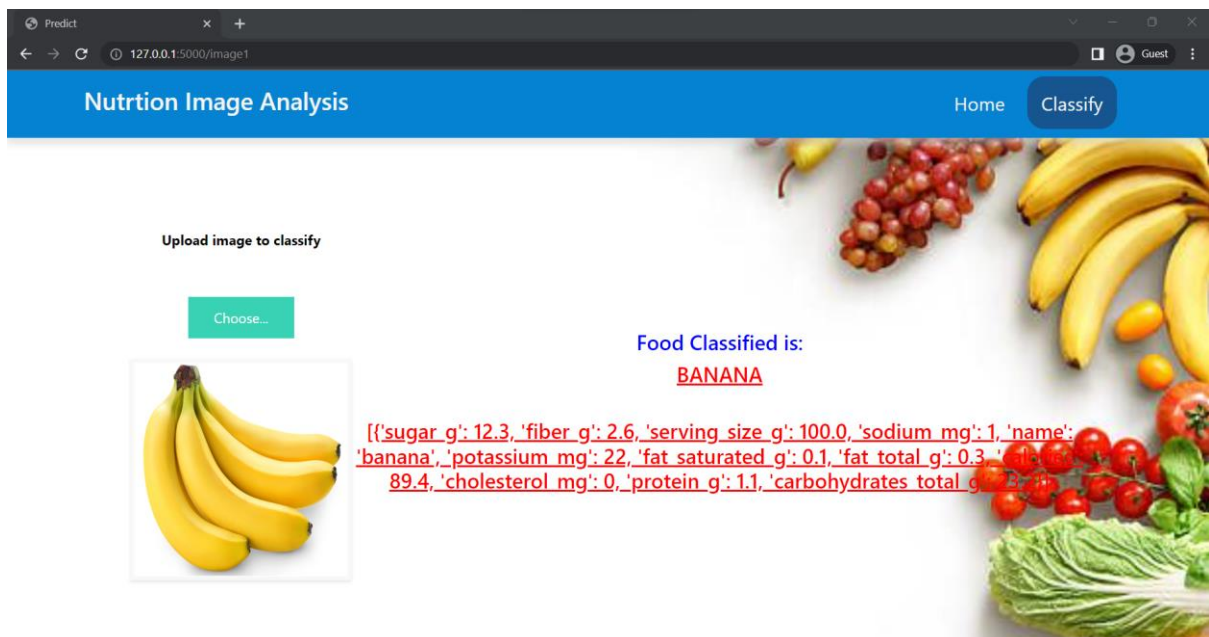 Predict
127.0.0.1:5000/image1
Guest
Nutrtion Image Analysis
Home
Classify
Upload image to classify
Choose...
Food Classified is:
BANANA
[{'sugar_g': 12.3, 'fiber_g': 2.6, 'serving_size_g': 100.0, 'sodium_mg': 1, 'name':
'banana', 'potassium_mg': 22, 'fat_saturated_g': 0.1, 'fat_total_g': 0.3,
89.4, 'cholesterol_mg': 0, 'protein_g': 1.1, 'carbohydrates_total_g':